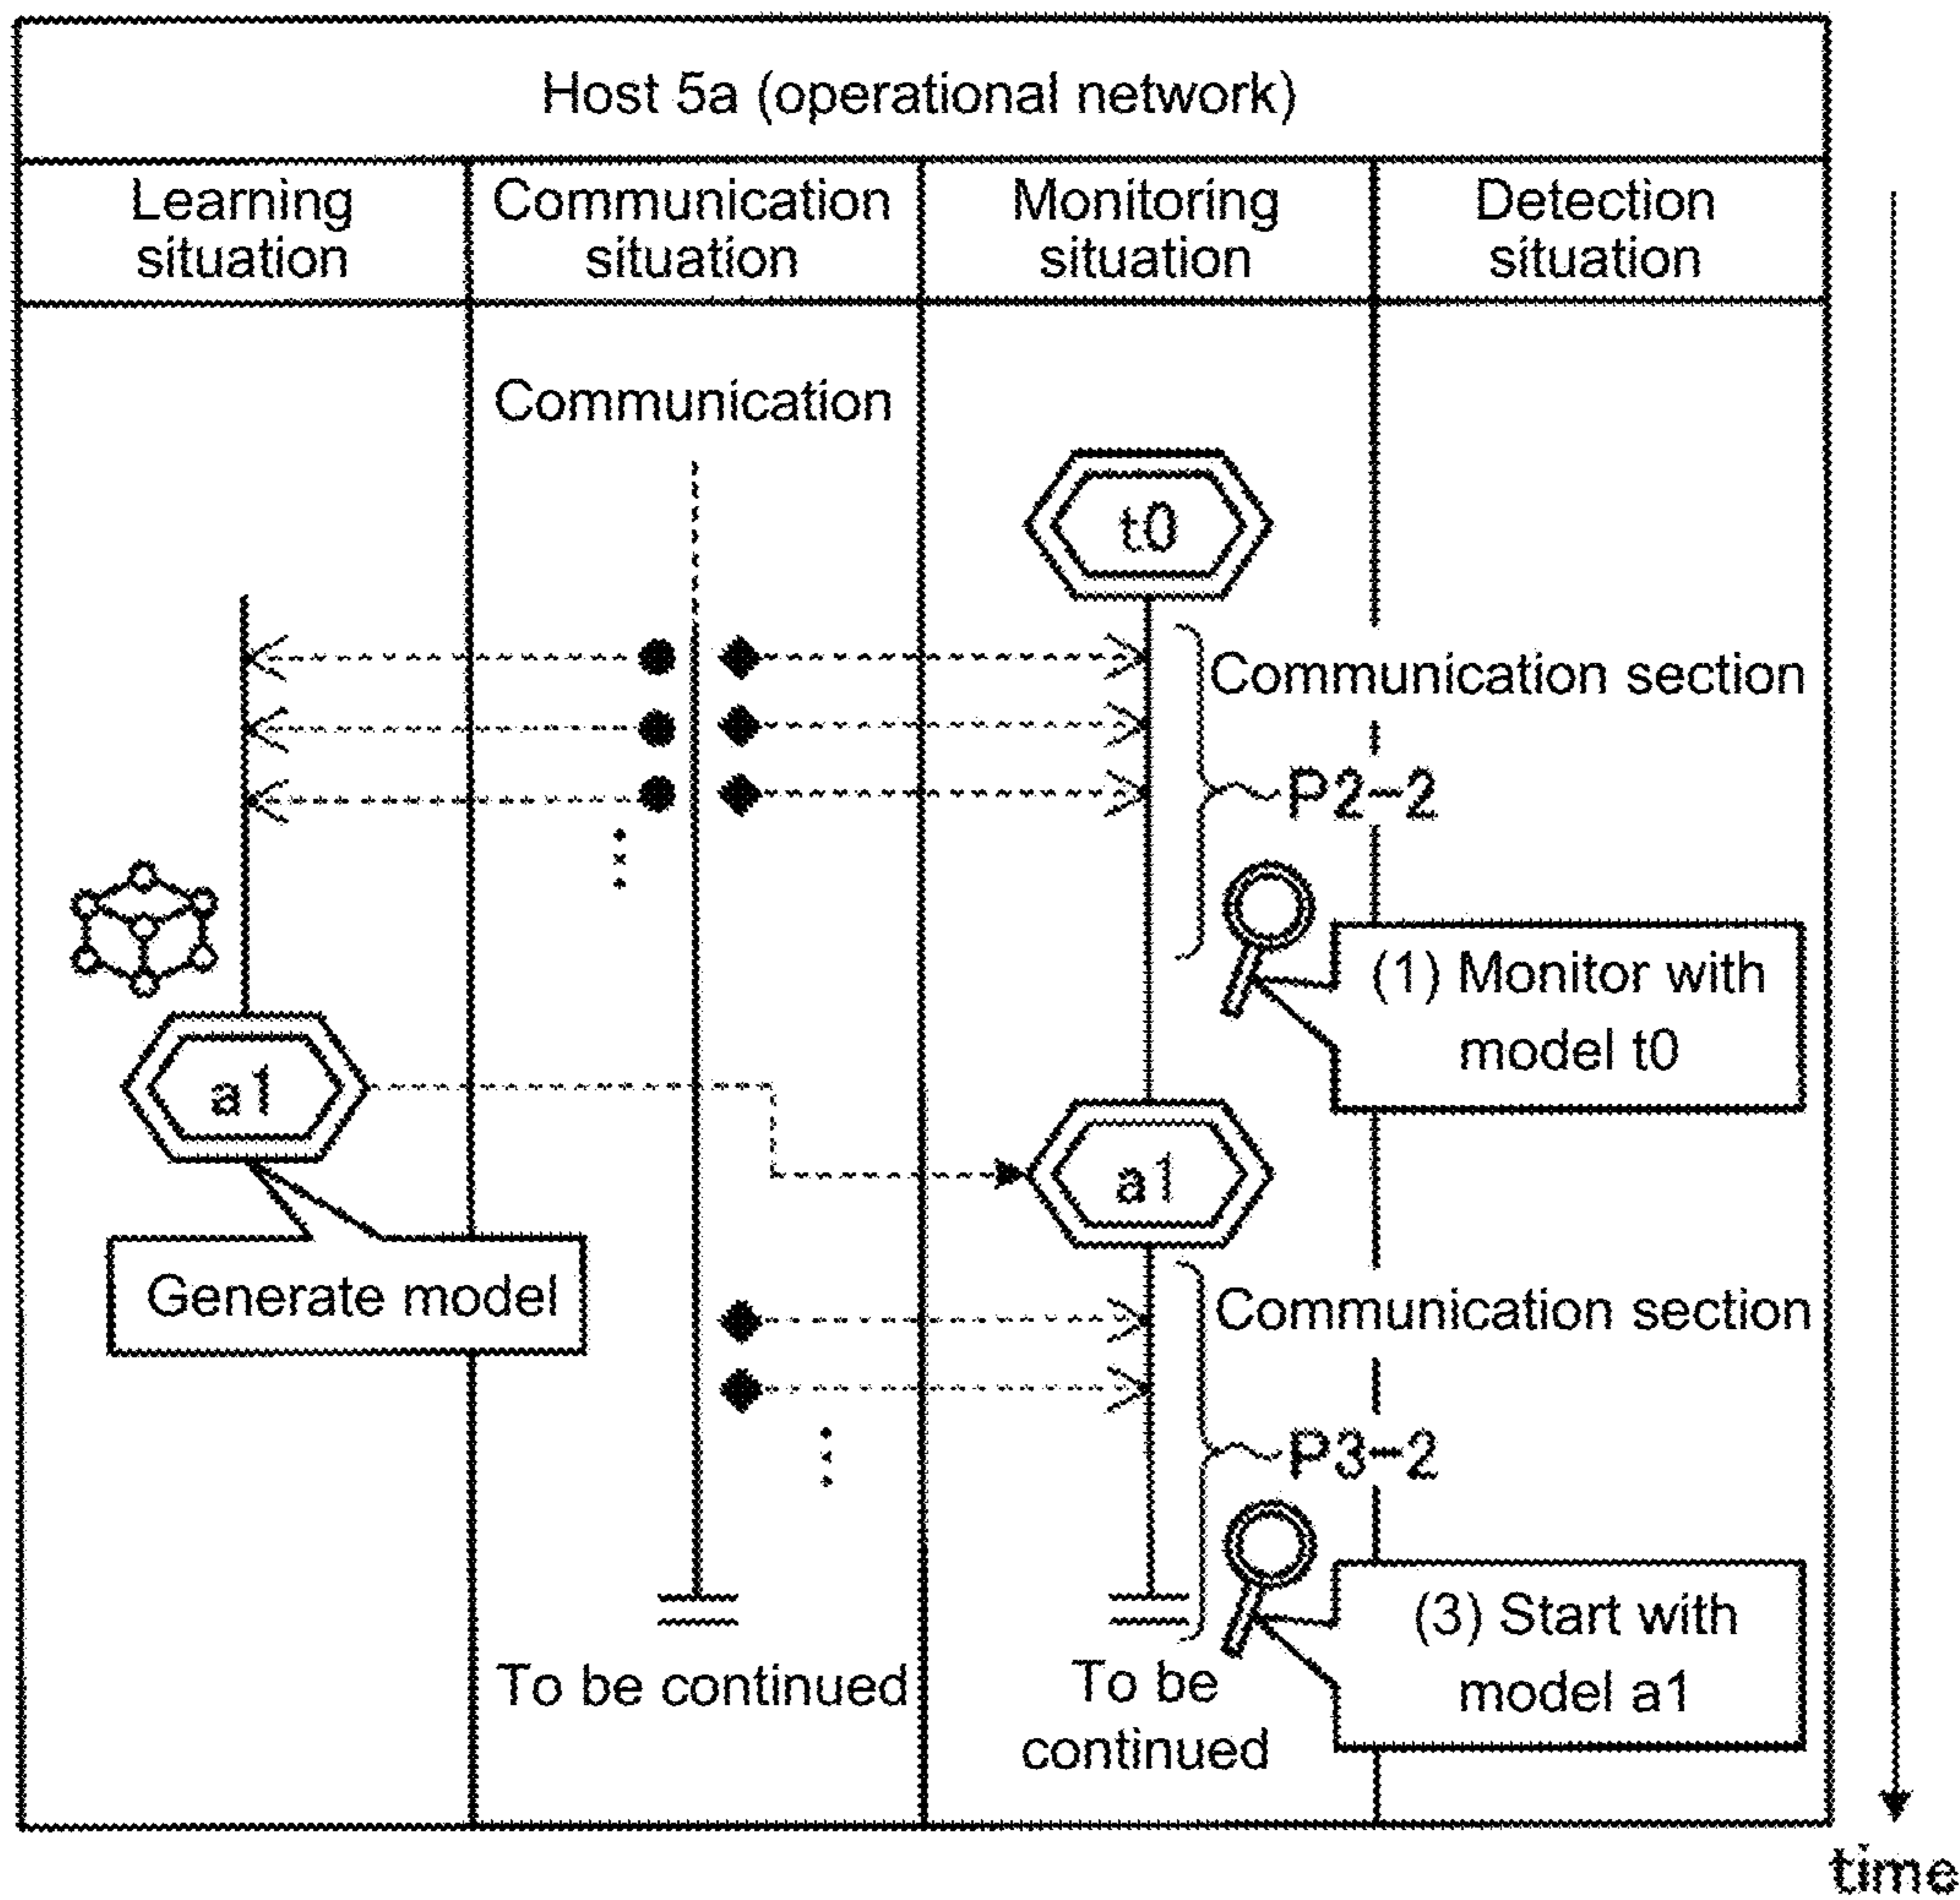 Host 5a (operational network)
Learning
situation
Communication
situation
Monitoring
situation
Detection
situation
Communication
t0
Communication section
P2-2
(1) Monitor with
model t0
a1
a1
Generate model
Communication section
P3-2
(3) Start with
model a1
To be continued
To be
continued
time